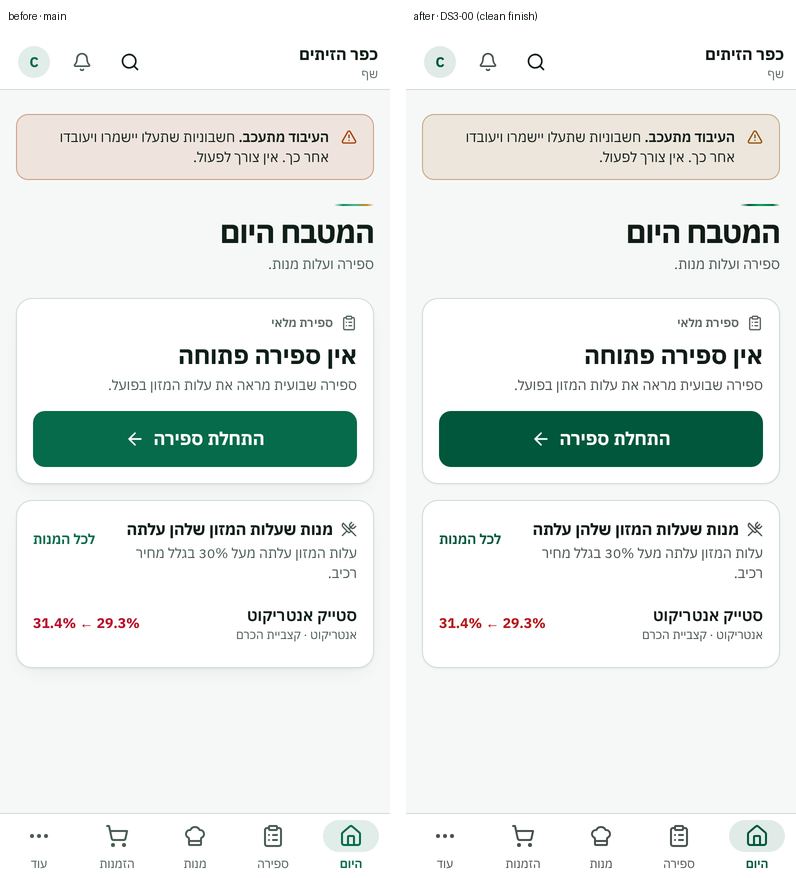 before · main
כפר הזיתים
שף
C
העיבוד מתעכב. חשבוניות שתעלו יישמרו ויעובדו
אחר כך. אין צורך לפעול.
המטבח היום
ספירה ועלות מנות.
ספירת מלאי
אין ספירה פתוחה
ספירה שבועית מראה את עלות המזון בפועל.
התחלת ספירה ←
מנות שעלות המזון שלהן עלתה
לכל המנות
עלות המזון עלתה מעל 30% בגלל מחיר
רכיב.
סטייק אנטריקוט
29.3% ← 31.4%
אנטריקוט · קצביית הכרם
היום
ספירה
מנות
הזמנות
עוד
after · DS3-00 (clean finish)
כפר הזיתים
שף
C
העיבוד מתעכב. חשבוניות שתעלו יישמרו ויעובדו
אחר כך. אין צורך לפעול.
המטבח היום
ספירה ועלות מנות.
ספירת מלאי
אין ספירה פתוחה
ספירה שבועית מראה את עלות המזון בפועל.
התחלת ספירה ←
מנות שעלות המזון שלהן עלתה
לכל המנות
עלות המזון עלתה מעל 30% בגלל מחיר
רכיב.
סטייק אנטריקוט
29.3% ← 31.4%
אנטריקוט · קצביית הכרם
היום
ספירה
מנות
הזמנות
עוד